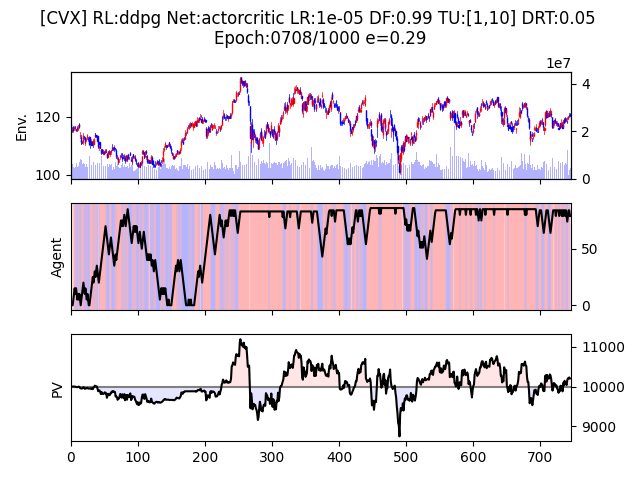 [CVX] RL:ddpg Net:actorcritic LR:1e-05 DF:0.99 TU:[1,10] DRT:0.05
Epoch:0708/1000 e=0.29
1e7
Env.
120
100
4
2
0
Agent
50
0
PV
11000
10000
9000
0 100 200 300 400 500 600 700